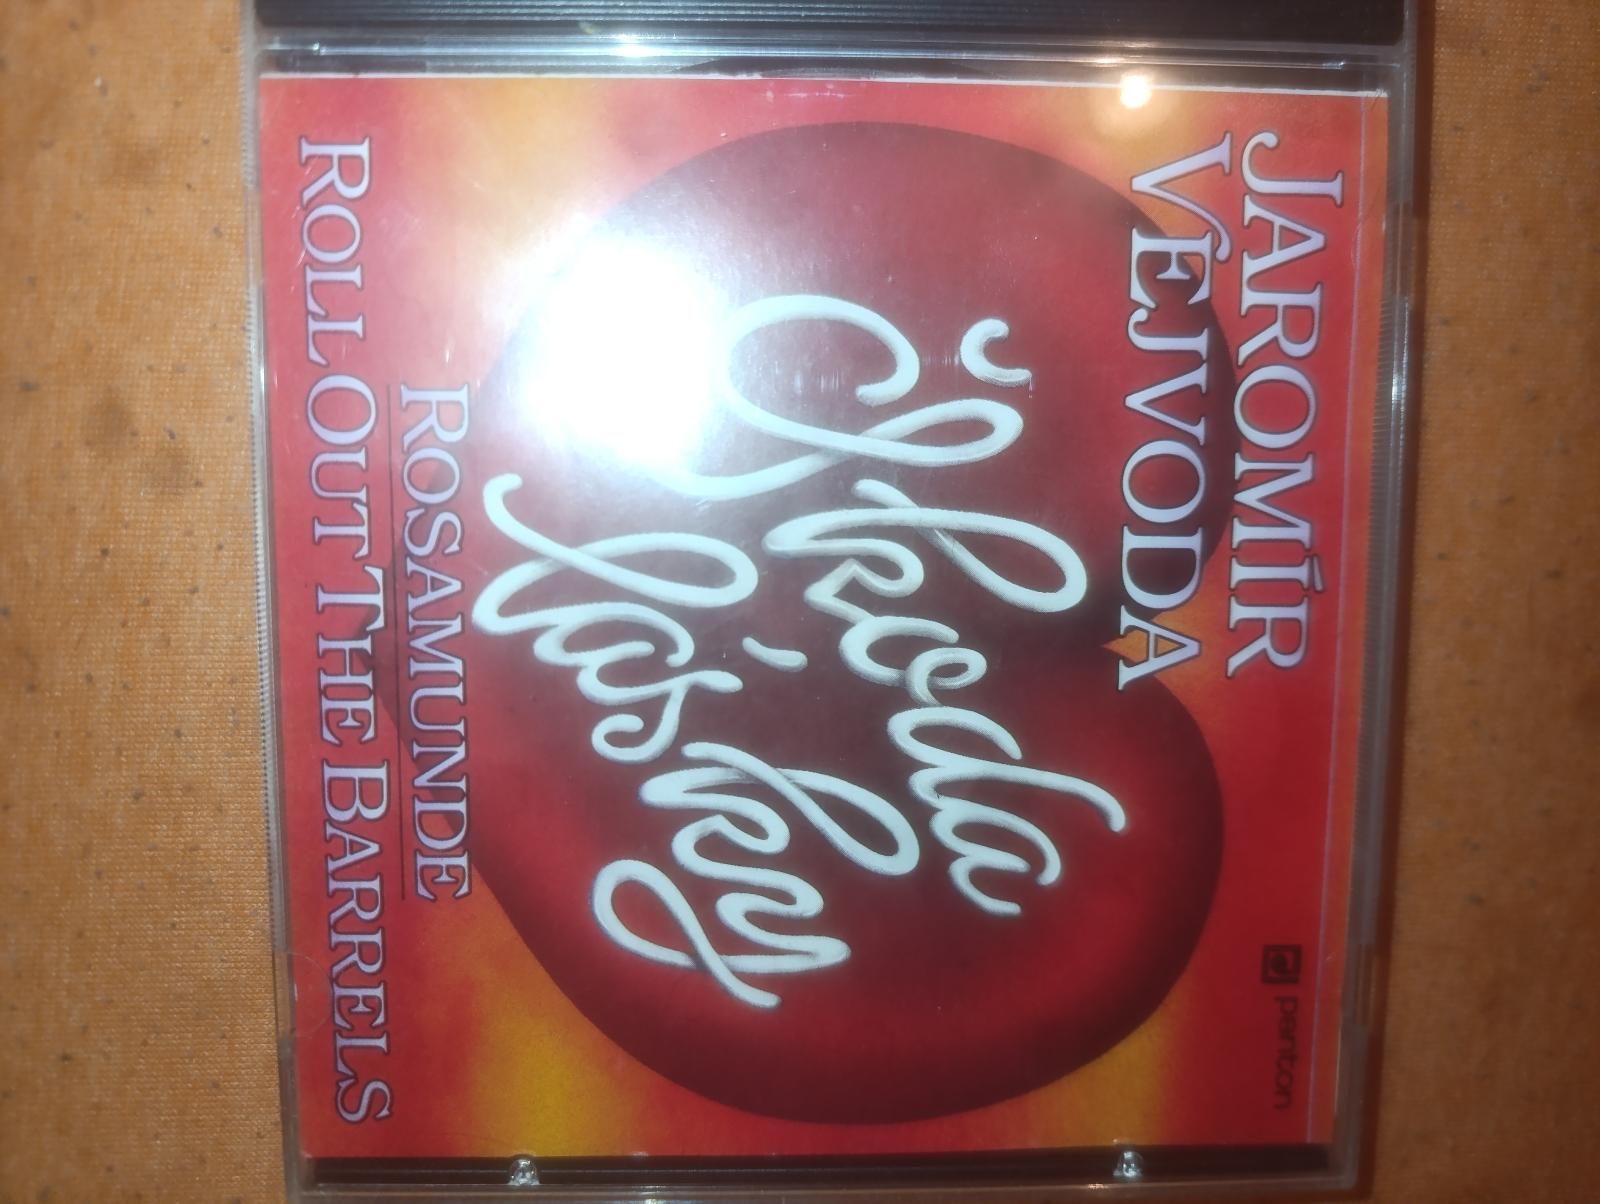 JAROMÍR
VEJVODA
panton
Škoda
lásky
ROSAMUNDE
ROLL OUT THE BARRELS